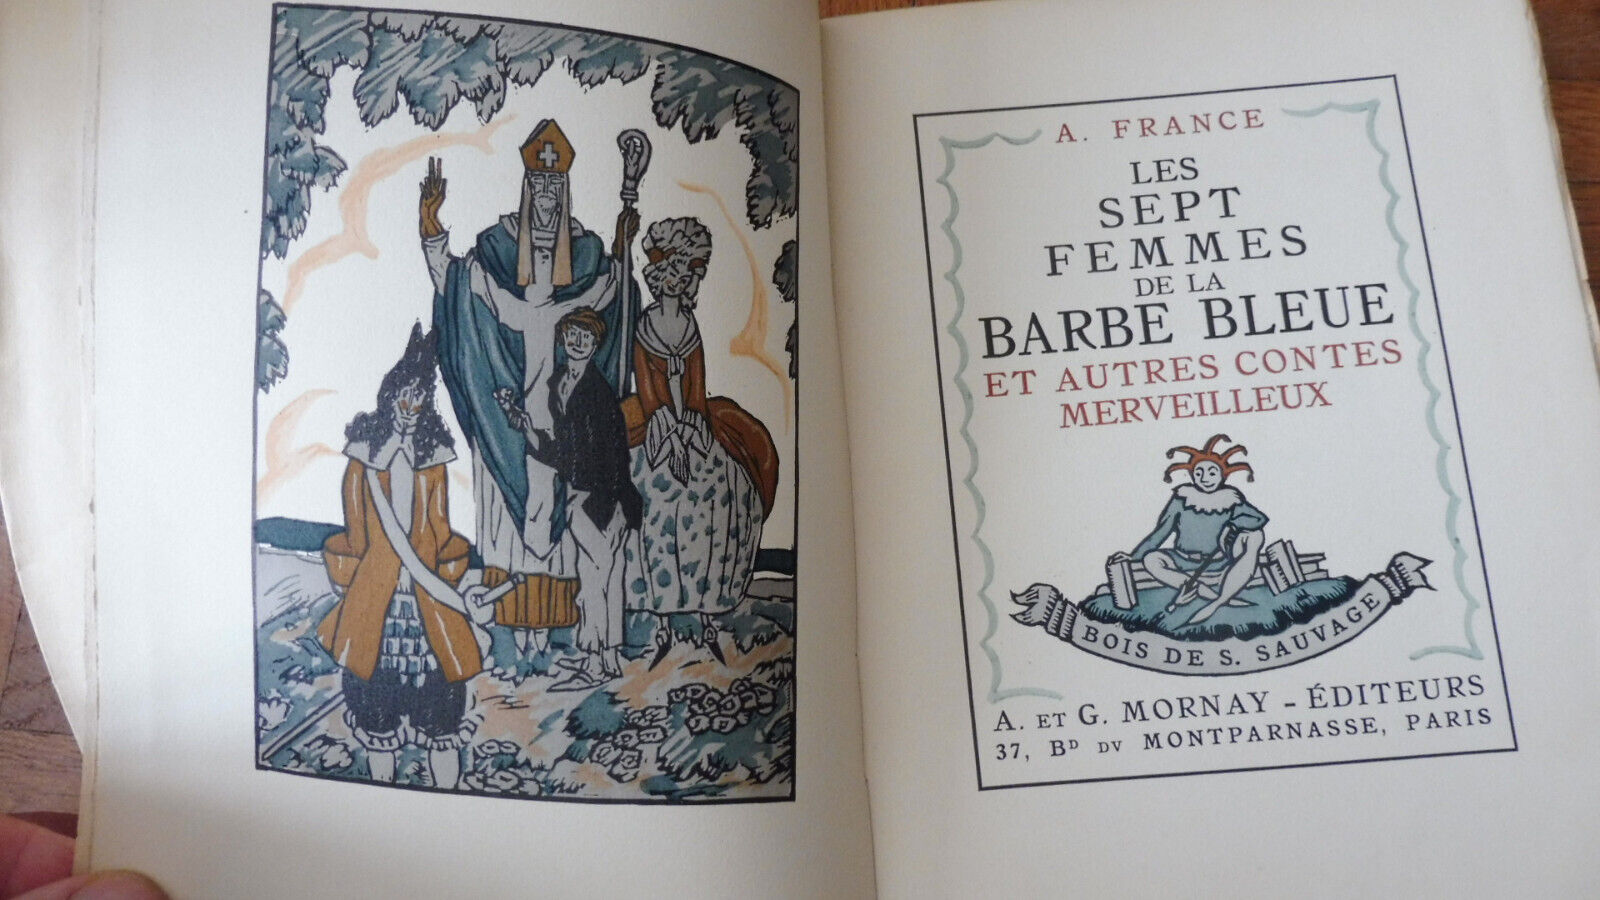 A. FRANCE
LES
SEPT
FEMMES
DE LA
BARBE BLEUE
ET AUTRES CONTES
MERVEILLEUX
BOIS DE S. SAUVAGE
A. ET G. MORNAY - ÉDITEURS
37, BD DV MONTPARNASSE, PARIS